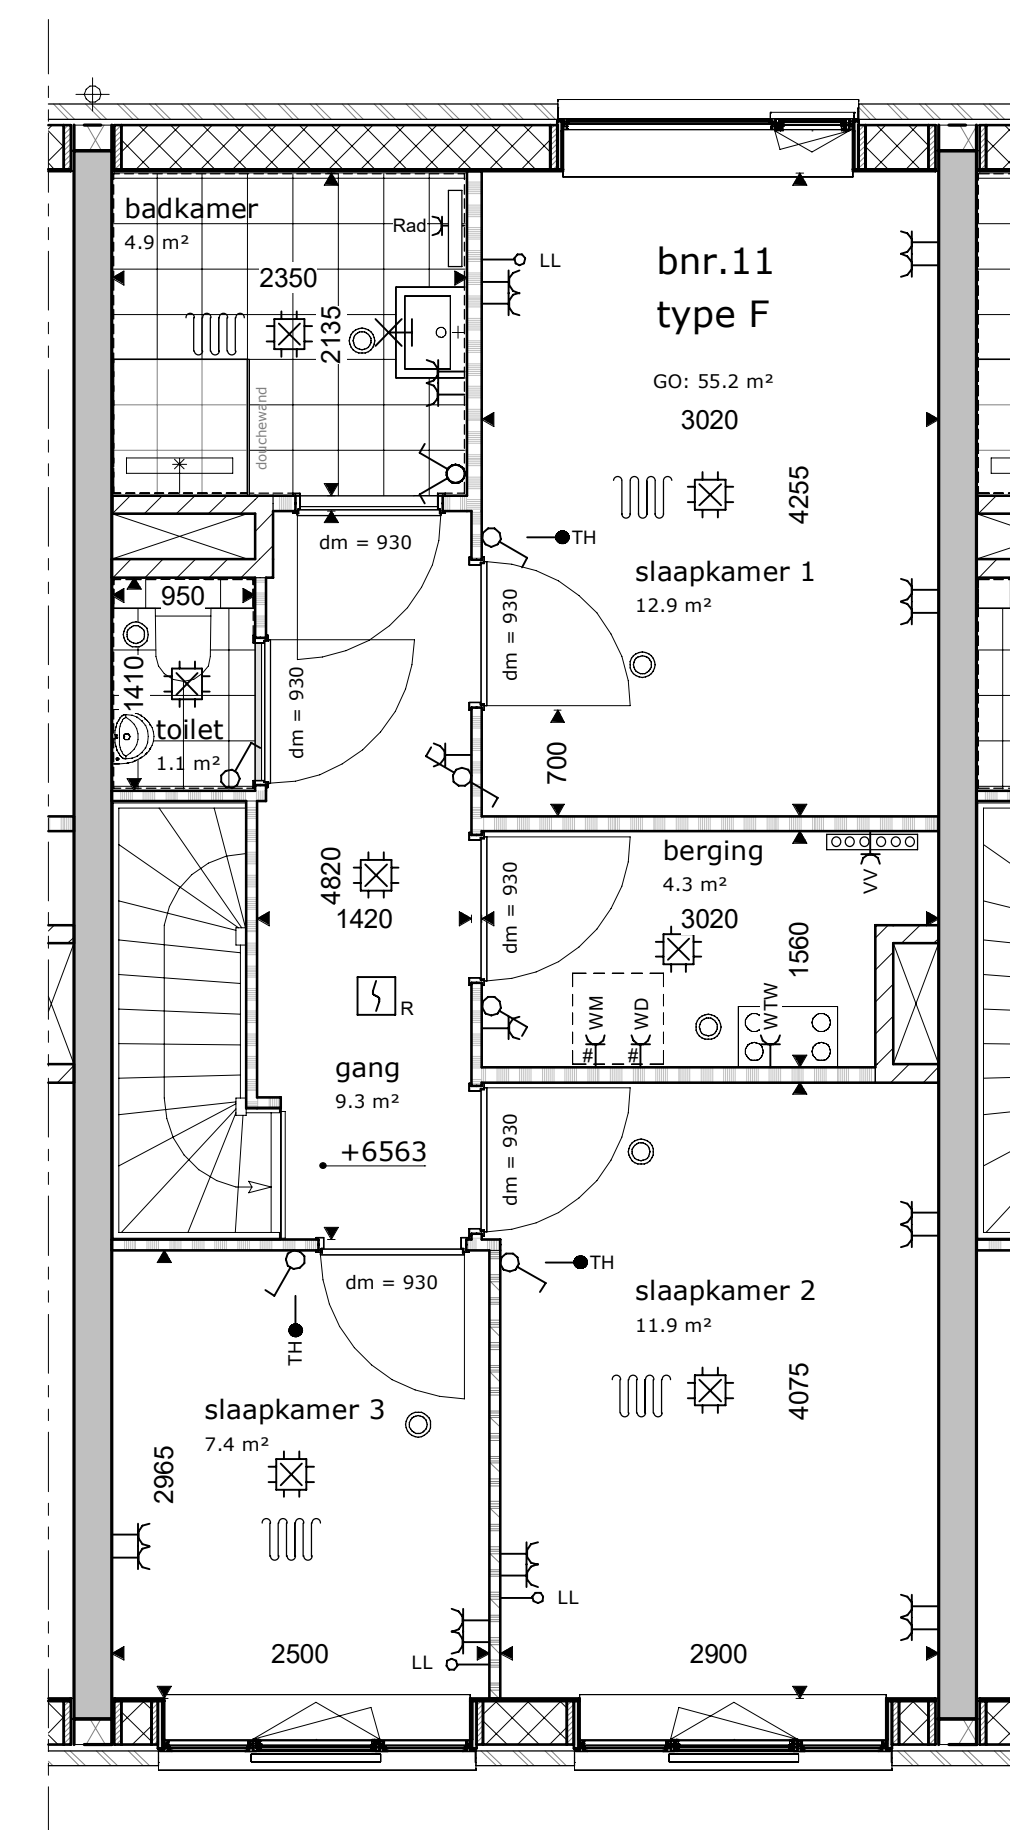 badkamer
4.9 m²
Rad
2350
2135
douchewand
LL
bnr.11
type F
GO: 55.2 m²
3020
4255
TH
slaapkamer 1
12.9 m²
dm = 930
dm = 930
950
1410
toilet
1.1 m²
dm = 930
700
berging
4.3 m²
VV
3020
1560
dm = 930
4820
1420
R
WM
WD
WTW
#
#
gang
9.3 m²
+6563
dm = 930
dm = 930
TH
TH
slaapkamer 2
11.9 m²
4075
slaapkamer 3
7.4 m²
2965
LL
LL
2500
2900